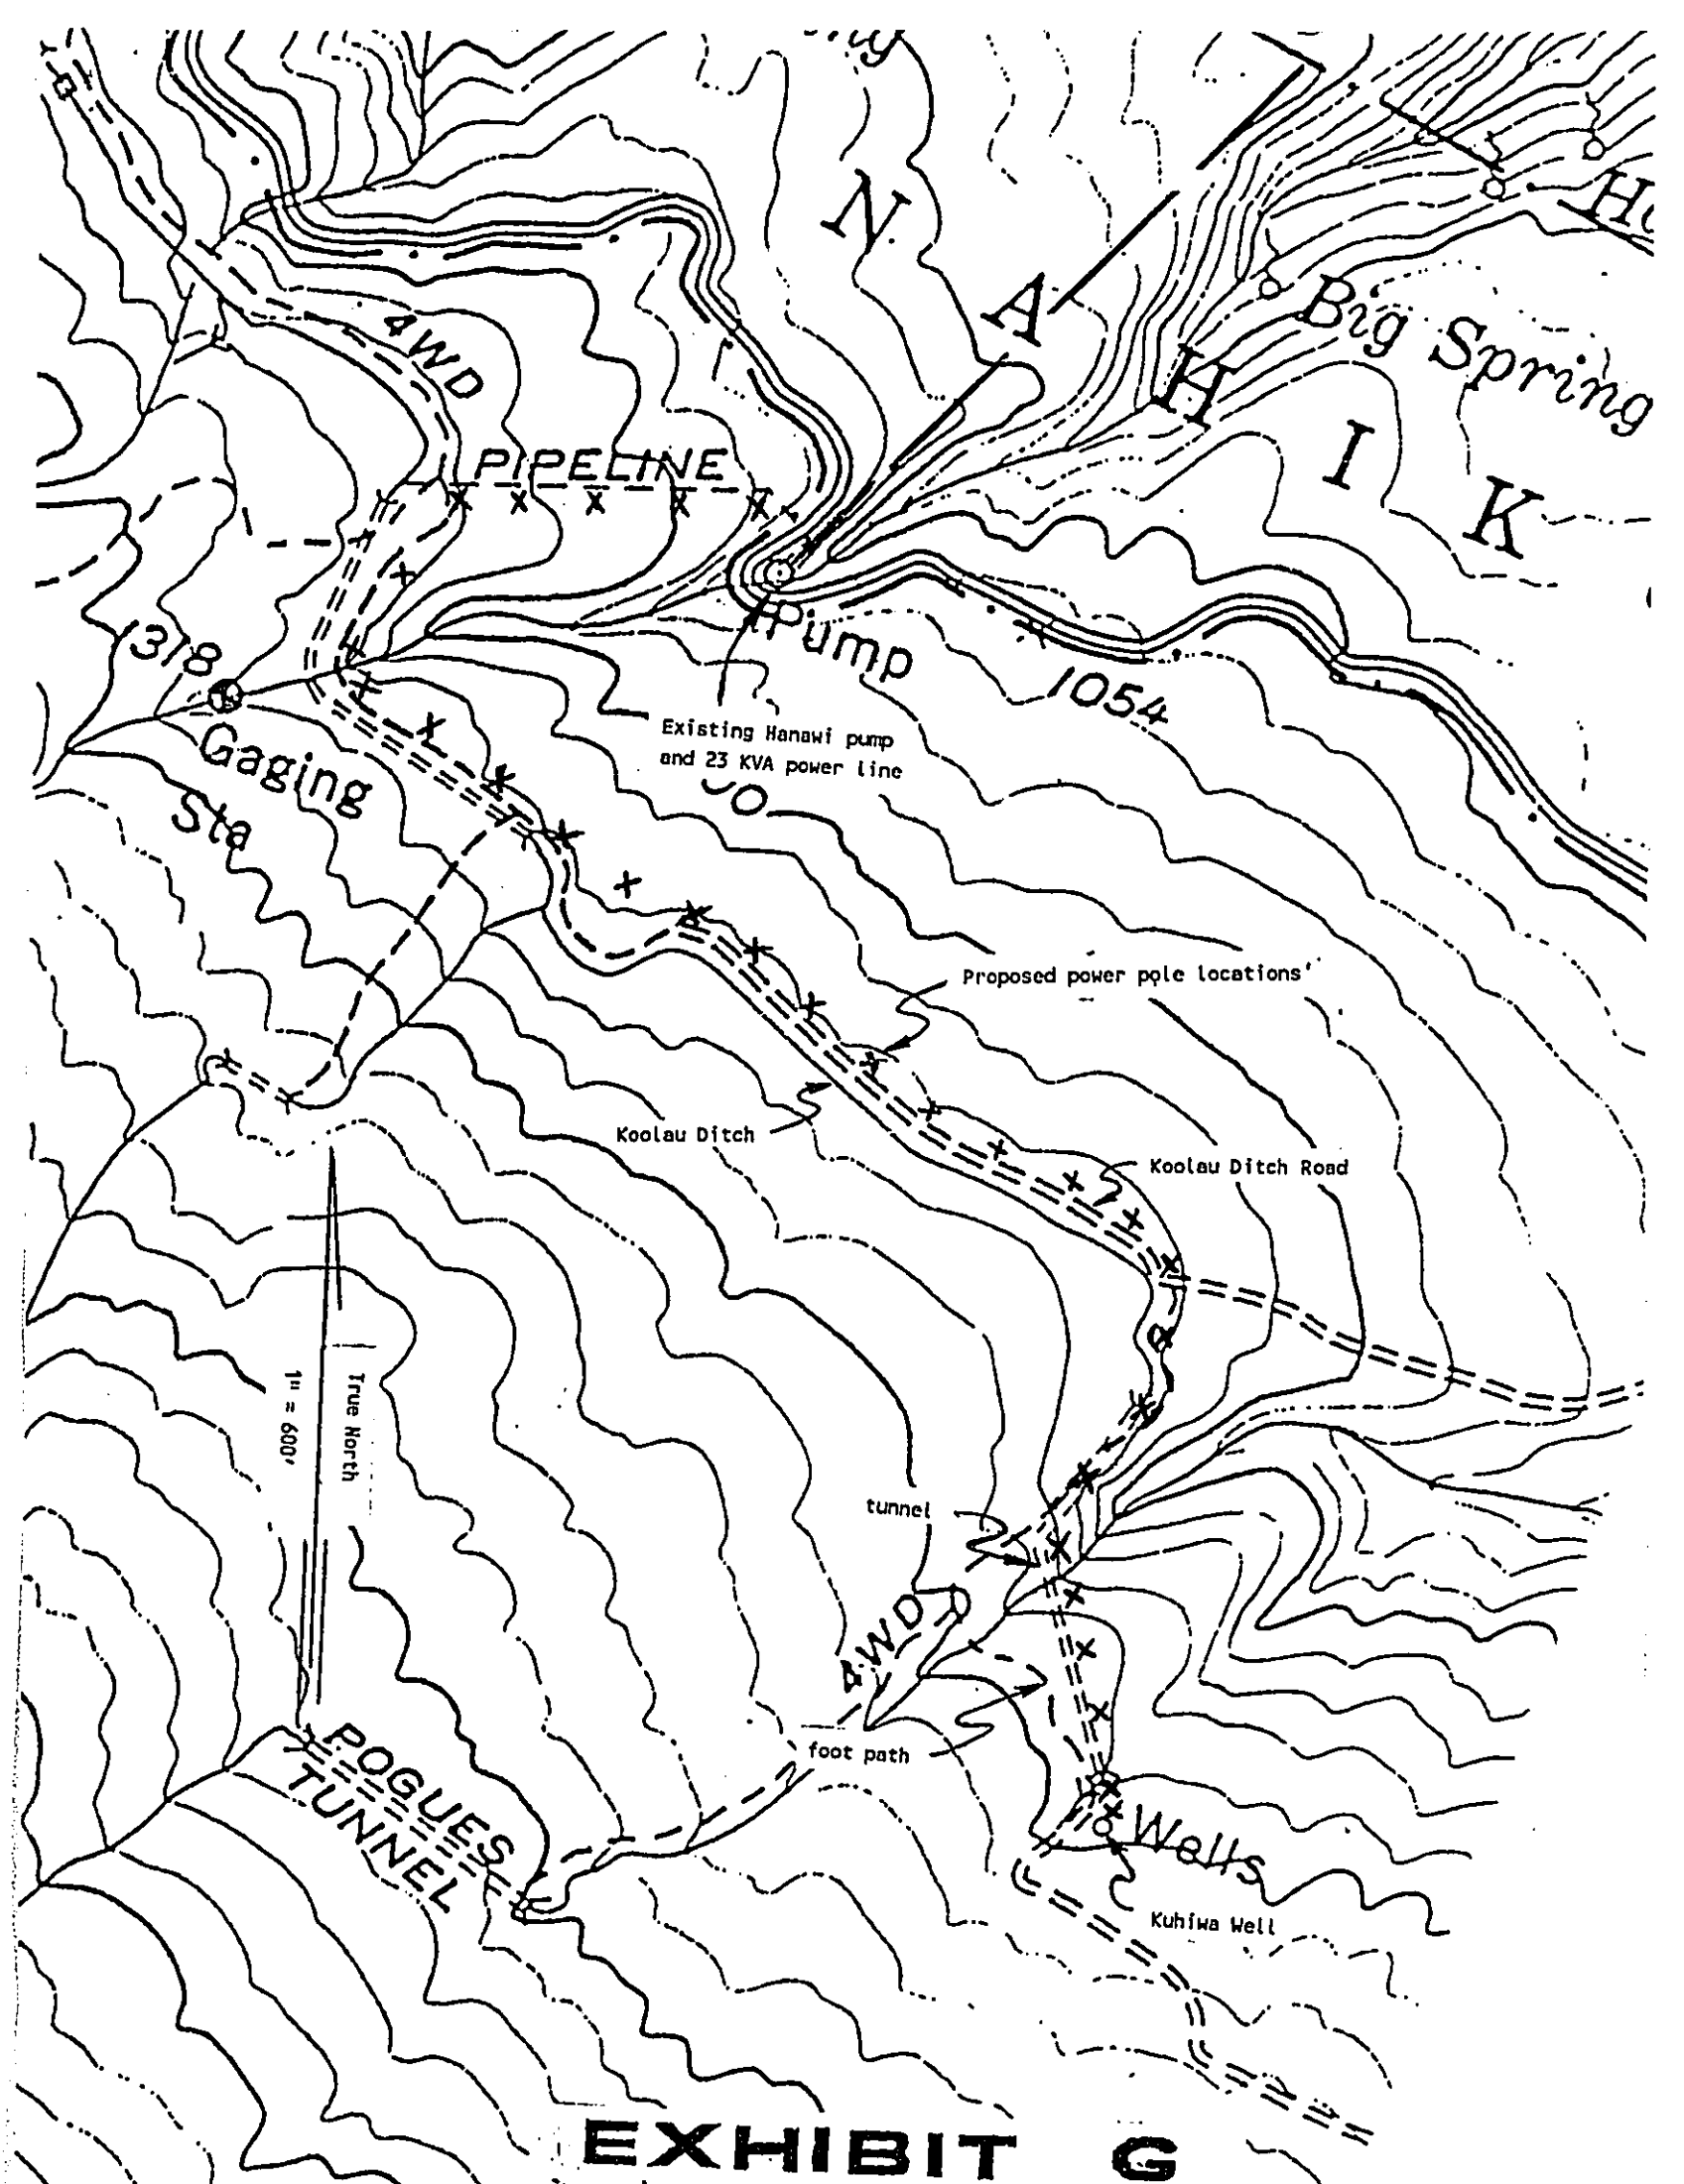 N
A
H
I
K
Big Spring
4WD
PIPELINE
Pump
1318
Gaging
Sta
1054
Existing Hanawi pump
and 23 KVA power line
Proposed power pole locations
Koolau Ditch
Koolau Ditch Road
True North
1" = 600'
tunnel
4WD
foot path
POGUES
TUNNEL
Wells
Kuhiwa Well
EXHIBIT G